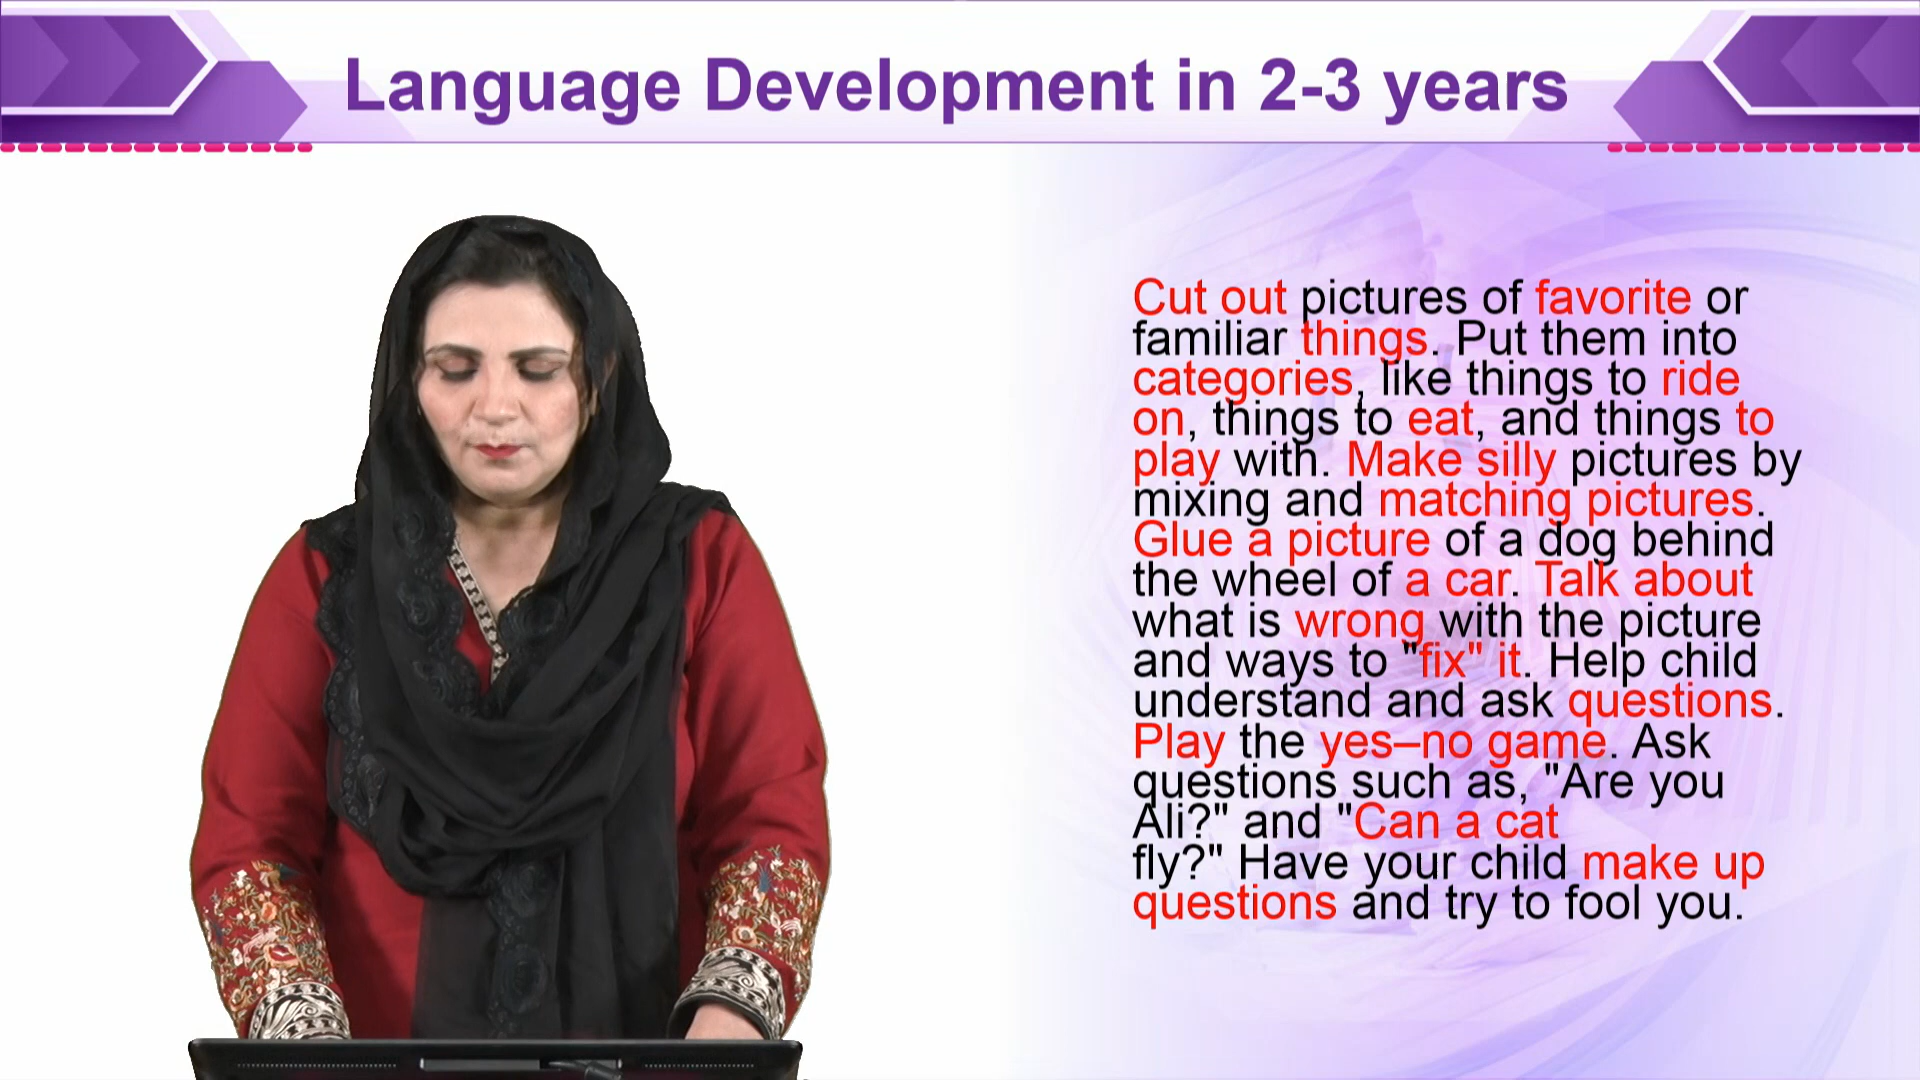 Language Development in 2-3 years
Cut out pictures of favorite or
familiar things. Put them into
categories, like things to ride
on, things to eat, and things to
play with. Make silly pictures by
mixing and matching pictures.
Glue a picture of a dog behind
the wheel of a car. Talk about
what is wrong with the picture
and ways to "fix" it. Help child
understand and ask questions.
Play the yes–no game. Ask
questions such as, "Are you
Ali?" and "Can a cat
fly?" Have your child make up
questions and try to fool you.